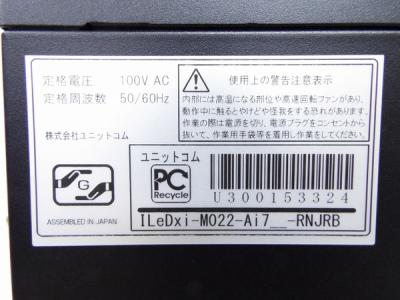 定格電圧 100V AC
定格周波数 50/60Hz
株式会社ユニットコム
使用上の警告注意表示
内部には高温になる部位や高速回転ファンがあり、
動作中に触るとやけどや怪我をする恐れがあります。
作業の際は電源を切り、電源プラグをコンセントから
抜いて、作業用手袋等を着用し作業をしてください。
G
ASSEMBLED IN JAPAN
ユニットコム
PC
Recycle
U300153324
ILeDxi-M022-Ai7__-RNJRB